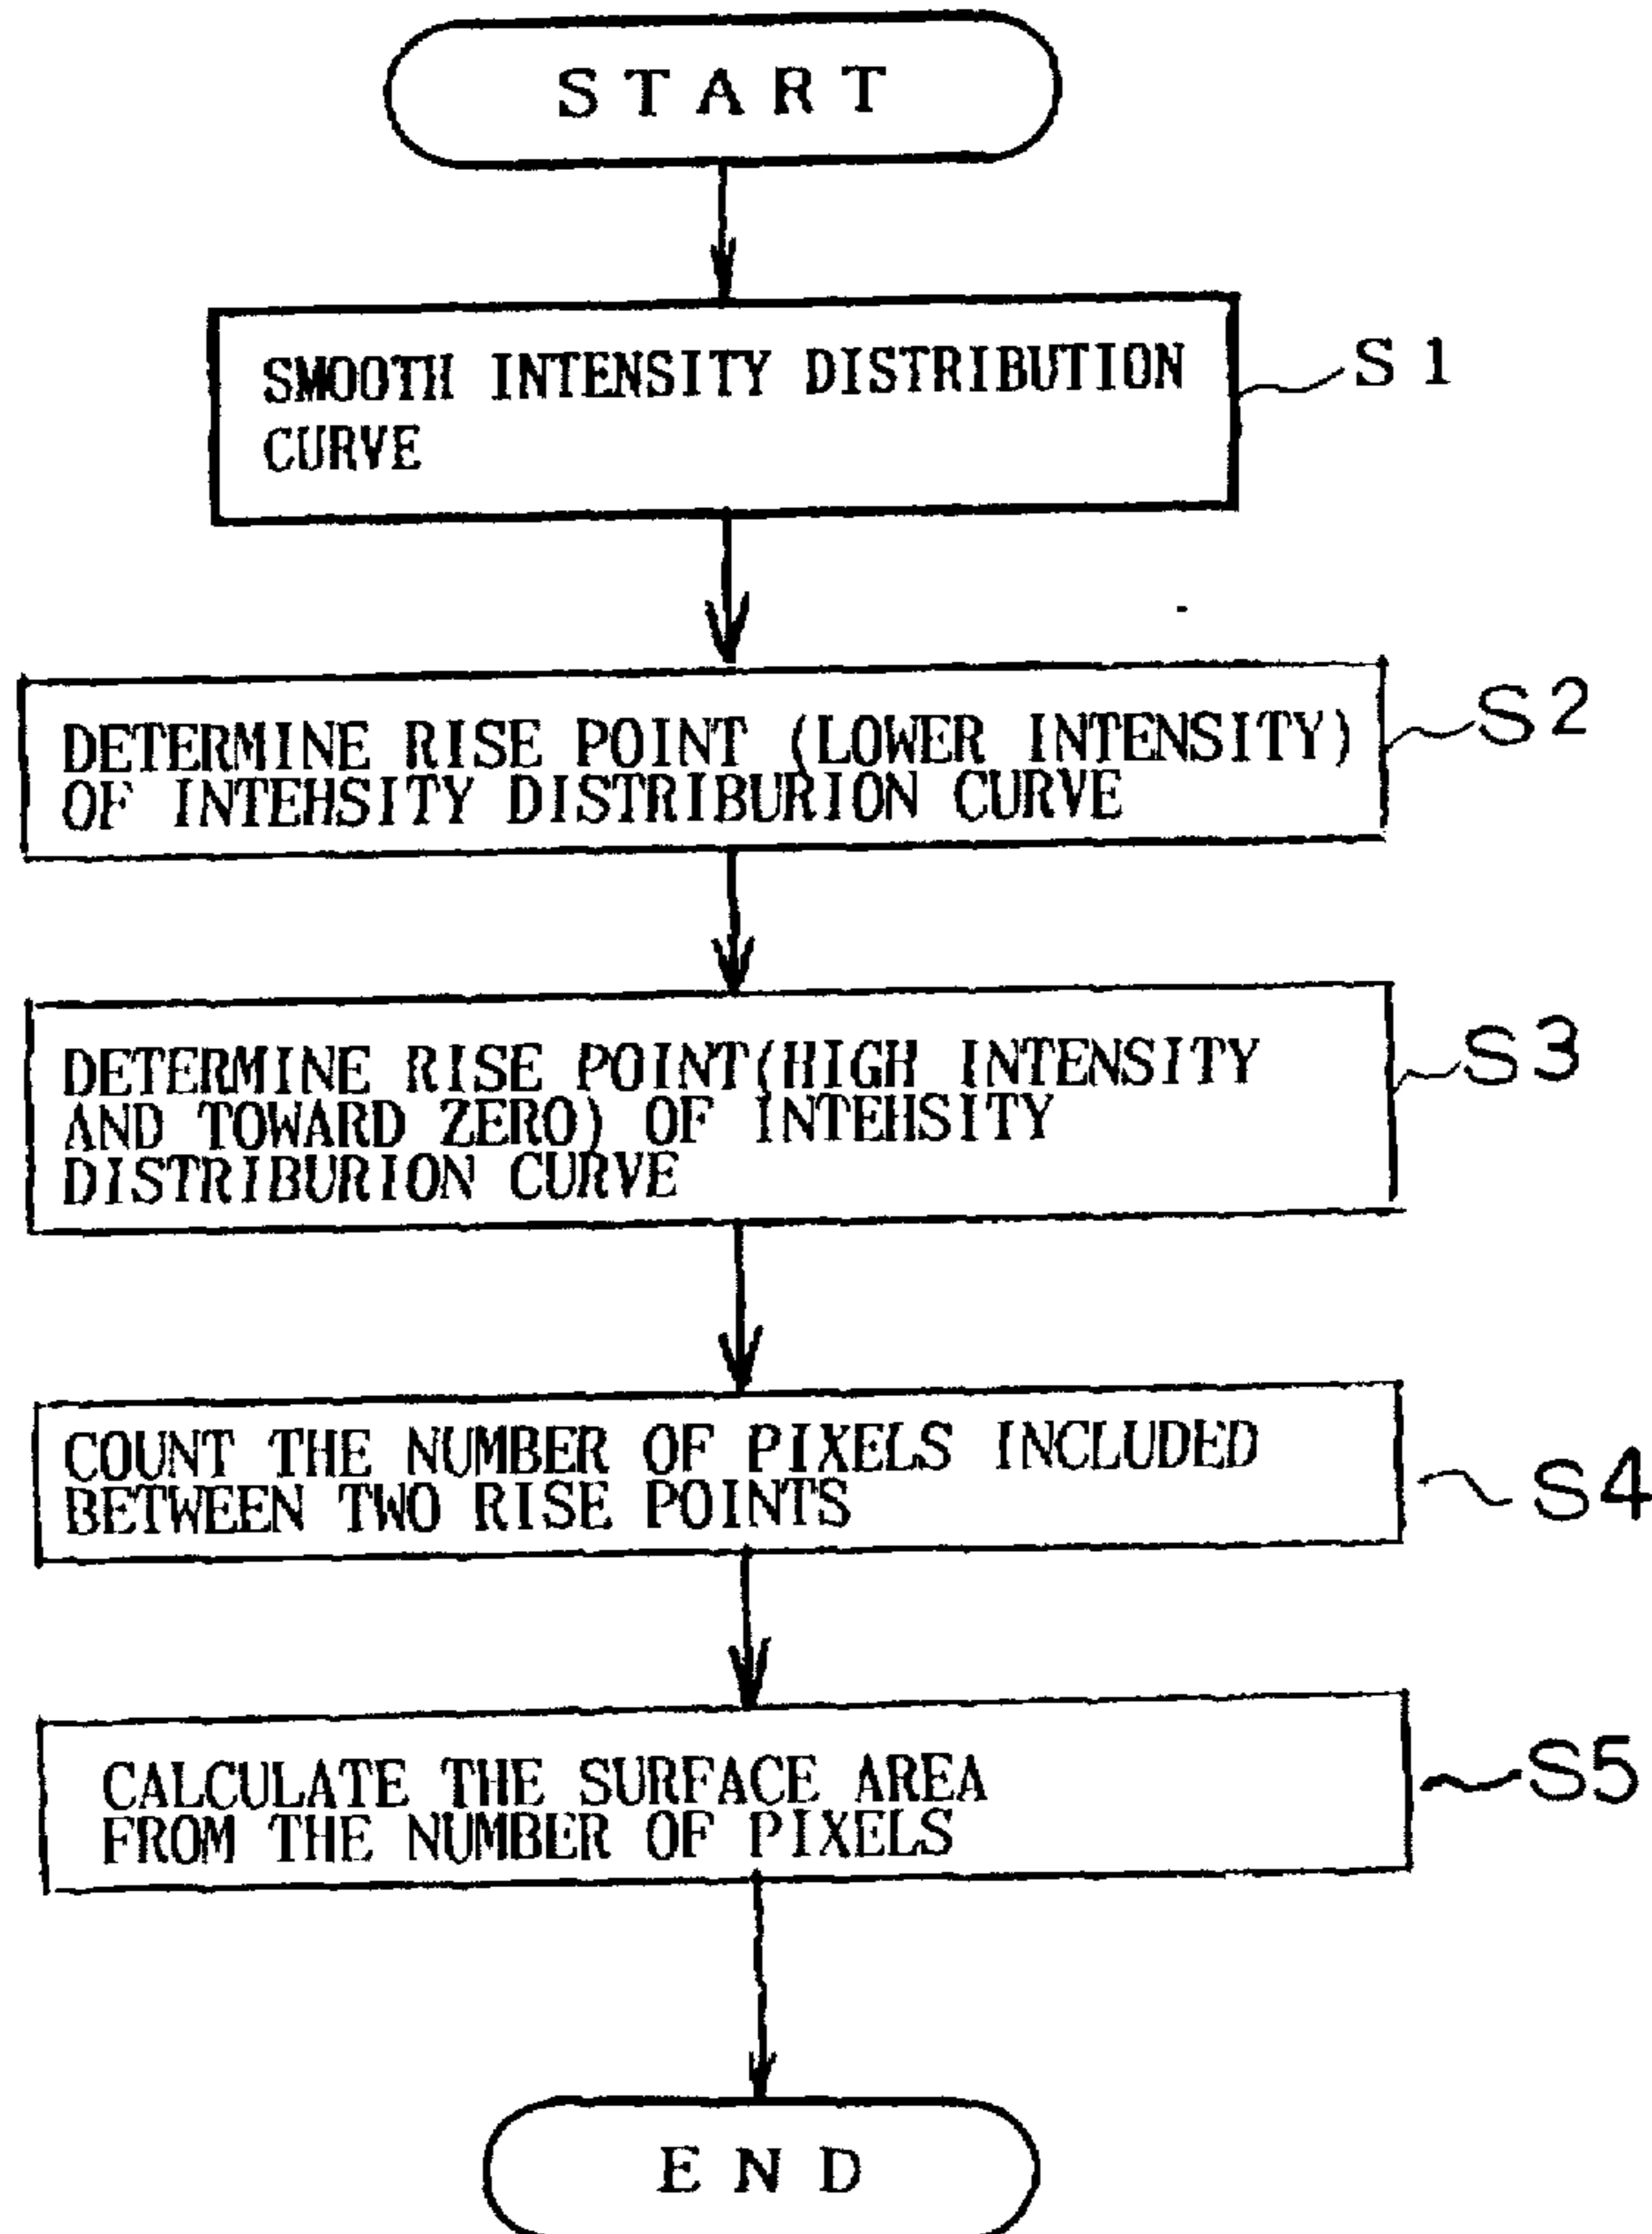 START
SMOOTH INTENSITY DISTRIBUTION S1
CURVE
DETERMINE RISE POINT (LOWER INTENSITY) S2
OF INTEHSITY DISTRIBURION CURVE
DETERMINE RISE POINT(HIGH INTENSITY S3
AND TOWARD ZERO) OF INTEHSITY
DISTRIBURION CURVE
COUNT THE NUMBER OF PIXELS INCLUDED
BETWEEN TWO RISE POINTS S4
CALCULATE THE SURFACE AREA S5
FROM THE NUMBER OF PIXELS
END